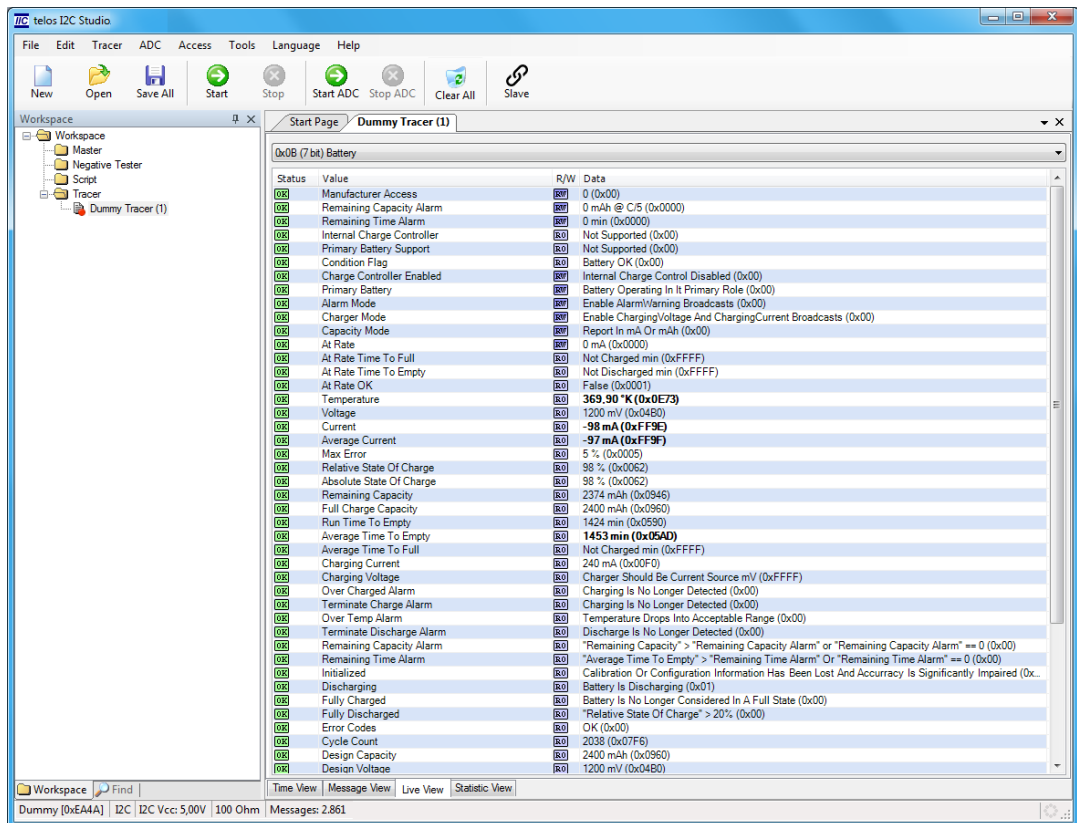 telos I2C Studio
File Edit Tracer ADC Access Tools Language Help
New Open Save All Start Stop Start ADC Stop ADC Clear All Slave
Workspace
Workspace
Master
Negative Tester
Script
Tracer
Dummy Tracer (1)
Start Page Dummy Tracer (1)
0x0B (7 bit) Battery
Status Value R/W Data
OK Manufacturer Access RW 0 (0x00)
OK Remaining Capacity Alarm RW 0 mAh @ C/5 (0x0000)
OK Remaining Time Alarm RW 0 min (0x0000)
OK Internal Charge Controller RO Not Supported (0x00)
OK Primary Battery Support RO Not Supported (0x00)
OK Condition Flag RO Battery OK (0x00)
OK Charge Controller Enabled RW Internal Charge Control Disabled (0x00)
OK Primary Battery RW Battery Operating In It Primary Role (0x00)
OK Alarm Mode RW Enable AlarmWarning Broadcasts (0x00)
OK Charger Mode RW Enable ChargingVoltage And ChargingCurrent Broadcasts (0x00)
OK Capacity Mode RW Report In mA Or mAh (0x00)
OK At Rate RW 0 mA (0x0000)
OK At Rate Time To Full RO Not Charged min (0xFFFF)
OK At Rate Time To Empty RO Not Discharged min (0xFFFF)
OK At Rate OK RO False (0x0001)
OK Temperature RO 369,90 °K (0x0E73)
OK Voltage RO 1200 mV (0x04B0)
OK Current RO -98 mA (0xFF9E)
OK Average Current RO -97 mA (0xFF9F)
OK Max Error RO 5 % (0x0005)
OK Relative State Of Charge RO 98 % (0x0062)
OK Absolute State Of Charge RO 98 % (0x0062)
OK Remaining Capacity RO 2374 mAh (0x0946)
OK Full Charge Capacity RO 2400 mAh (0x0960)
OK Run Time To Empty RO 1424 min (0x0590)
OK Average Time To Empty RO 1453 min (0x05AD)
OK Average Time To Full RO Not Charged min (0xFFFF)
OK Charging Current RO 240 mA (0x00F0)
OK Charging Voltage RO Charger Should Be Current Source mV (0xFFFF)
OK Over Charged Alarm RO Charging Is No Longer Detected (0x00)
OK Terminate Charge Alarm RO Charging Is No Longer Detected (0x00)
OK Over Temp Alarm RO Temperature Drops Into Acceptable Range (0x00)
OK Terminate Discharge Alarm RO Discharge Is No Longer Detected (0x00)
OK Remaining Capacity Alarm RO "Remaining Capacity" > "Remaining Capacity Alarm" or "Remaining Capacity Alarm" == 0 (0x00)
OK Remaining Time Alarm RO "Average Time To Empty" > "Remaining Time Alarm" Or "Remaining Time Alarm" == 0 (0x00)
OK Initialized RO Calibration Or Configuration Information Has Been Lost And Accurracy Is Significantly Impaired (0x...
OK Discharging RO Battery Is Discharging (0x01)
OK Fully Charged RO Battery Is No Longer Considered In A Full State (0x00)
OK Fully Discharged RO "Relative State Of Charge" > 20% (0x00)
OK Error Codes RO OK (0x00)
OK Cycle Count RO 2038 (0x07F6)
OK Design Capacity RO 2400 mAh (0x0960)
OK Design Voltage RO 1200 mV (0x04B0)
Workspace Find Time View Message View Live View Statistic View
Dummy [0xEA4A] I2C I2C Vcc: 5,00V 100 Ohm Messages: 2.861